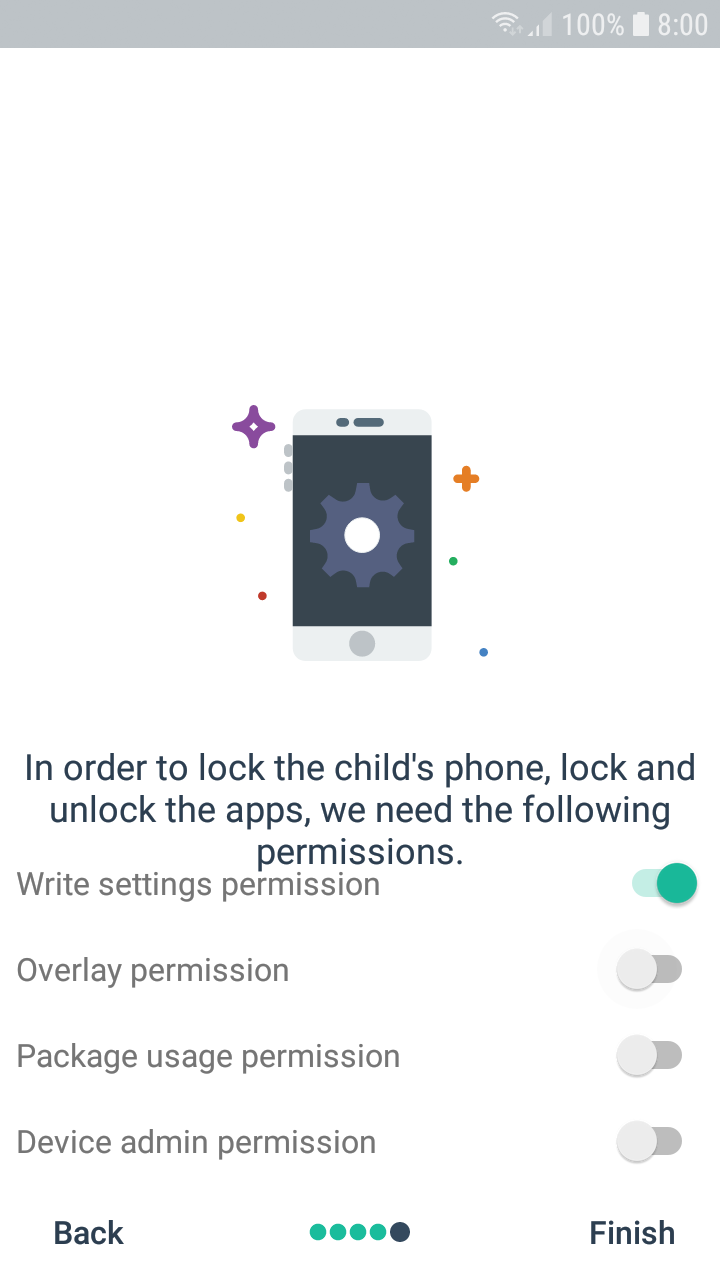 100% 8:00
In order to lock the child's phone, lock and
unlock the apps, we need the following
permissions.
Write settings permission
Overlay permission
Package usage permission
Device admin permission
Back Finish